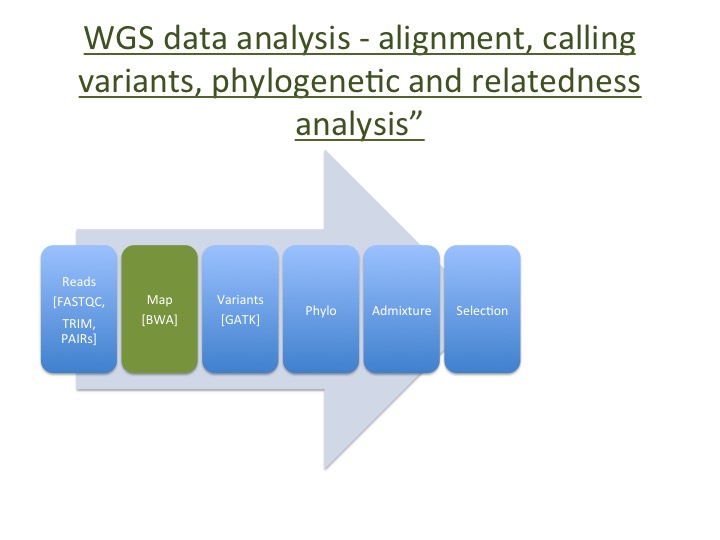 WGS data analysis - alignment, calling
variants, phylogenetic and relatedness
analysis”
Reads
[FASTQC,
TRIM,
PAIRs]
Map
[BWA]
Variants
[GATK]
Phylo
Admixture
Selection